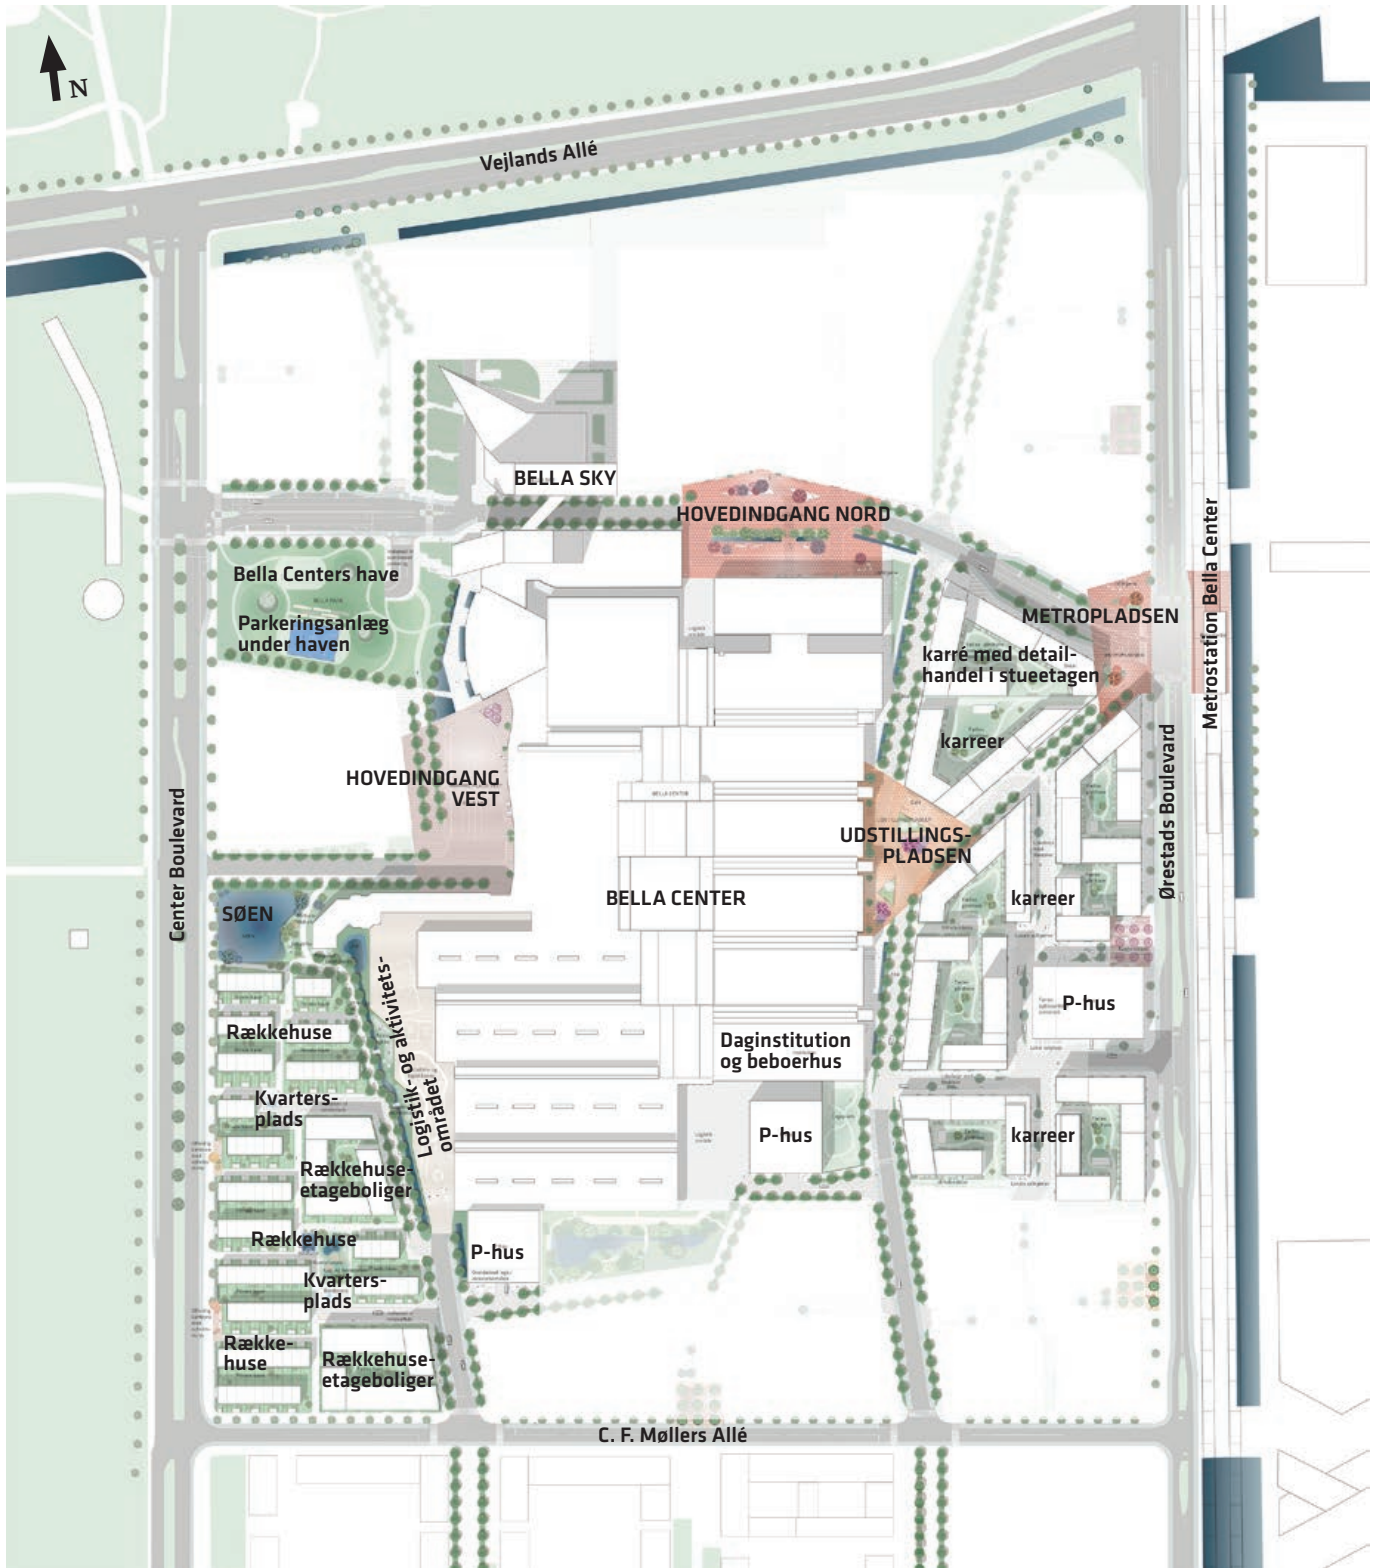 N
Vejlands Allé
BELLA SKY
HOVEDINDGANG NORD
Bella Centers have
Parkeringsanlæg
under haven
METROPLADSEN
Metrostation Bella Center
karré med detail-
handel i stueetagen
karreer
HOVEDINDGANG
VEST
BELLA CENTER
UDSTILLINGS-
PLADSEN
Center Boulevard
Ørestads Boulevard
BELLA CENTER
karreer
SØEN
Logistik- og aktivitets-
området
P-hus
Rækkehuse
Daginstitution
og beboerhus
Kvarters-
plads
P-hus
karreer
Rækkehuse-
etageboliger
Rækkehuse
P-hus
Kvarters-
plads
Række-
huse
Rækkehuse-
etageboliger
C. F. Møllers Allé